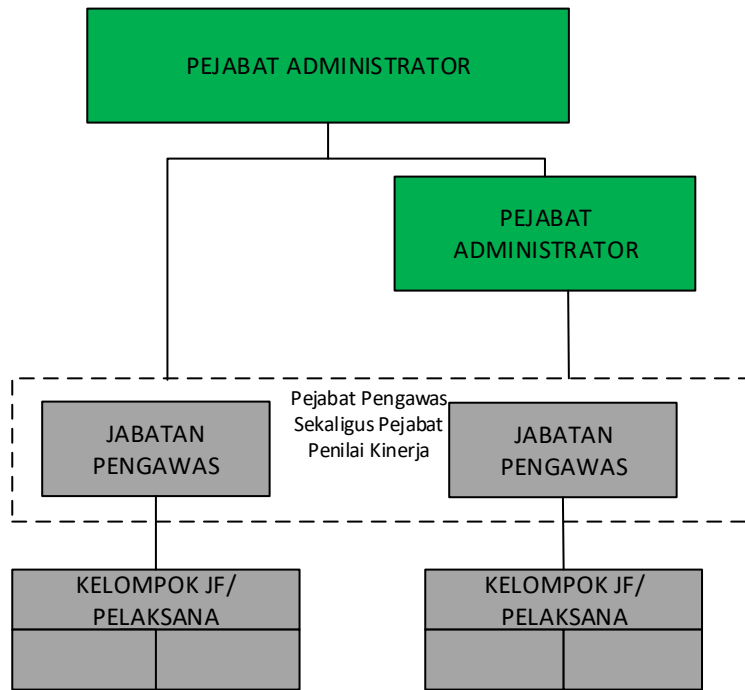 PEJABAT ADMINISTRATOR
PEJABAT
ADMINISTRATOR
Pejabat Pengawas
Sekaligus Pejabat
Penilai Kinerja
JABATAN
PENGAWAS
JABATAN
PENGAWAS
KELOMPOK JF/
PELAKSANA
KELOMPOK JF/
PELAKSANA